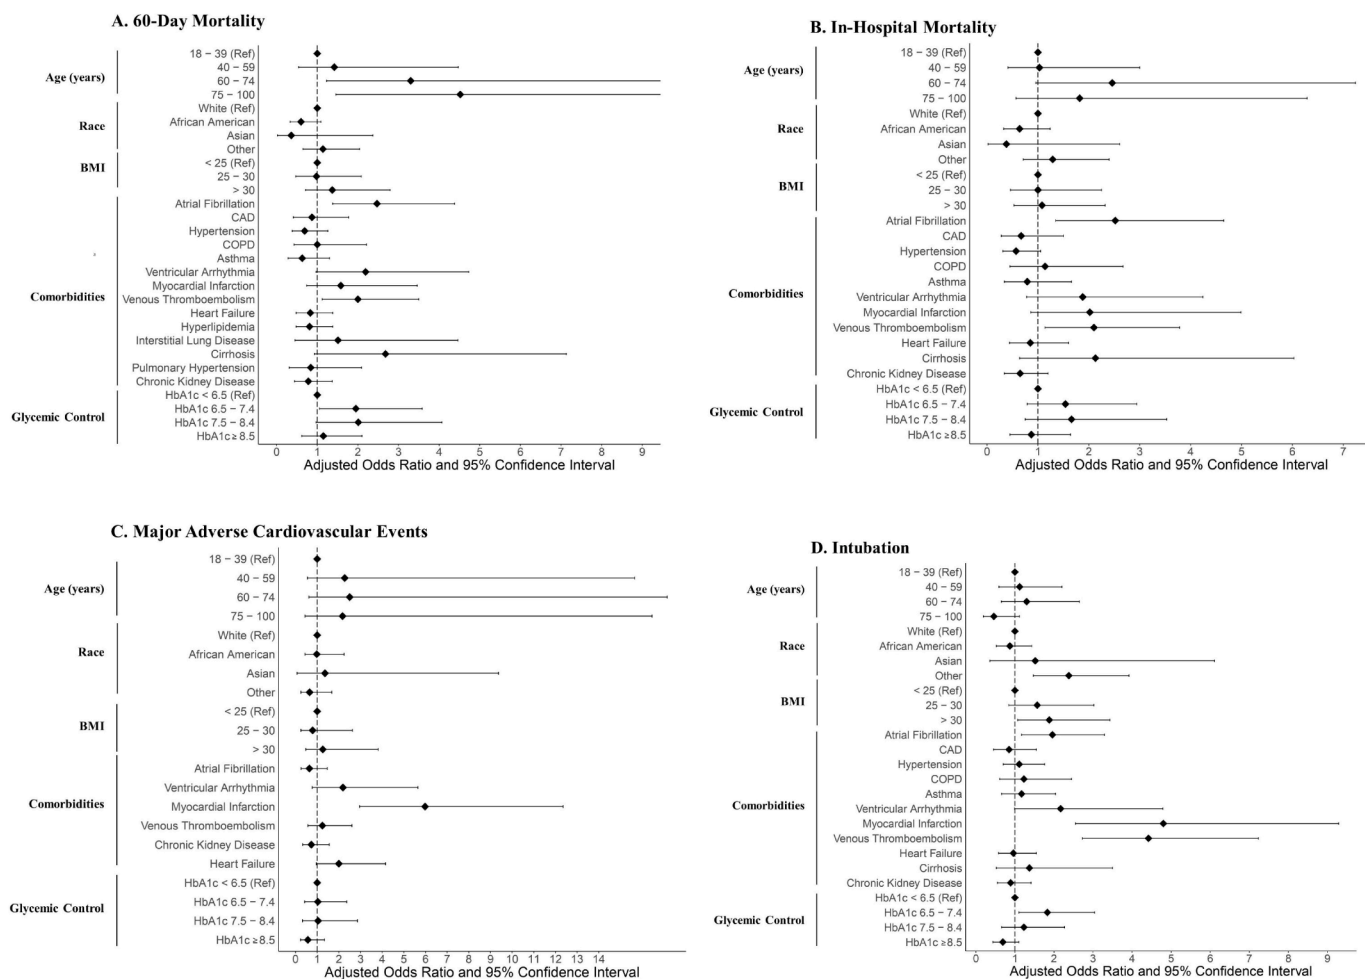 A. 60-Day Mortality
Age (years)
18 − 39 (Ref)
40 − 59
60 − 74
75 − 100
Race
White (Ref)
African American
Asian
Other
BMI
< 25 (Ref)
25 − 30
> 30
Comorbidities
Atrial Fibrillation
CAD
Hypertension
COPD
Asthma
Ventricular Arrhythmia
Myocardial Infarction
Venous Thromboembolism
Heart Failure
Hyperlipidemia
Interstitial Lung Disease
Cirrhosis
Pulmonary Hypertension
Chronic Kidney Disease
Glycemic Control
HbA1c < 6.5 (Ref)
HbA1c 6.5 − 7.4
HbA1c 7.5 − 8.4
HbA1c ≥ 8.5
0 1 2 3 4 5 6 7 8 9
Adjusted Odds Ratio and 95% Confidence Interval
B. In-Hospital Mortality
Age (years)
18 − 39 (Ref)
40 − 59
60 − 74
75 − 100
Race
White (Ref)
African American
Asian
Other
BMI
< 25 (Ref)
25 − 30
> 30
Comorbidities
Atrial Fibrillation
CAD
Hypertension
COPD
Asthma
Ventricular Arrhythmia
Myocardial Infarction
Venous Thromboembolism
Heart Failure
Cirrhosis
Chronic Kidney Disease
Glycemic Control
HbA1c < 6.5 (Ref)
HbA1c 6.5 − 7.4
HbA1c 7.5 − 8.4
HbA1c ≥ 8.5
0 1 2 3 4 5 6 7
Adjusted Odds Ratio and 95% Confidence Interval
C. Major Adverse Cardiovascular Events
Age (years)
18 − 39 (Ref)
40 − 59
60 − 74
75 − 100
Race
White (Ref)
African American
Asian
Other
BMI
< 25 (Ref)
25 − 30
> 30
Comorbidities
Atrial Fibrillation
Ventricular Arrhythmia
Myocardial Infarction
Venous Thromboembolism
Chronic Kidney Disease
Heart Failure
Glycemic Control
HbA1c < 6.5 (Ref)
HbA1c 6.5 − 7.4
HbA1c 7.5 − 8.4
HbA1c ≥ 8.5
0 1 2 3 4 5 6 7 8 9 10 11 12 13 14
Adjusted Odds Ratio and 95% Confidence Interval
D. Intubation
Age (years)
18 − 39 (Ref)
40 − 59
60 − 74
75 − 100
Race
White (Ref)
African American
Asian
Other
BMI
< 25 (Ref)
25 − 30
> 30
Comorbidities
Atrial Fibrillation
CAD
Hypertension
COPD
Asthma
Ventricular Arrhythmia
Myocardial Infarction
Venous Thromboembolism
Heart Failure
Cirrhosis
Chronic Kidney Disease
Glycemic Control
HbA1c < 6.5 (Ref)
HbA1c 6.5 − 7.4
HbA1c 7.5 − 8.4
HbA1c ≥ 8.5
0 1 2 3 4 5 6 7 8 9
Adjusted Odds Ratio and 95% Confidence Interval